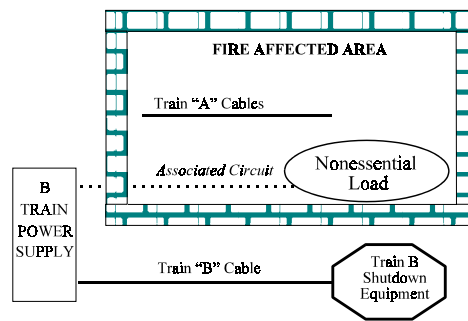 FIRE AFFECTED AREA
Train “A” Cables
Associated Circuit
Nonessential
Load
B
TRAIN
POWER
SUPPLY
Train “B” Cable
Train B
Shutdown
Equipment